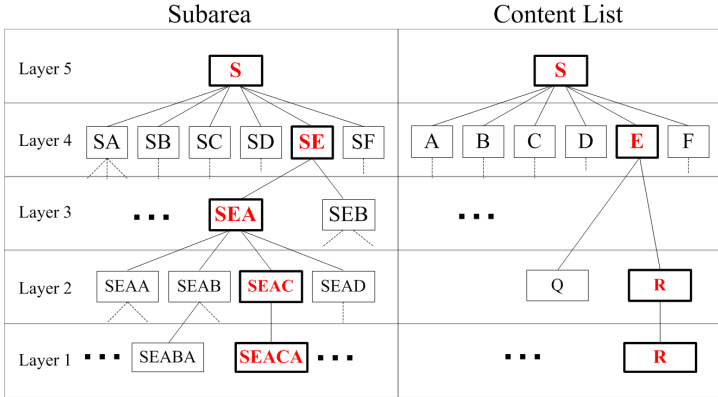 Subarea Content List
Layer 5 S S
Layer 4 SA SB SC SD SE SF A B C D E F
Layer 3 ... SEA SEB ...
Layer 2 SEAA SEAB SEAC SEAD Q R
Layer 1 ... SEABA SEACA ... ... R